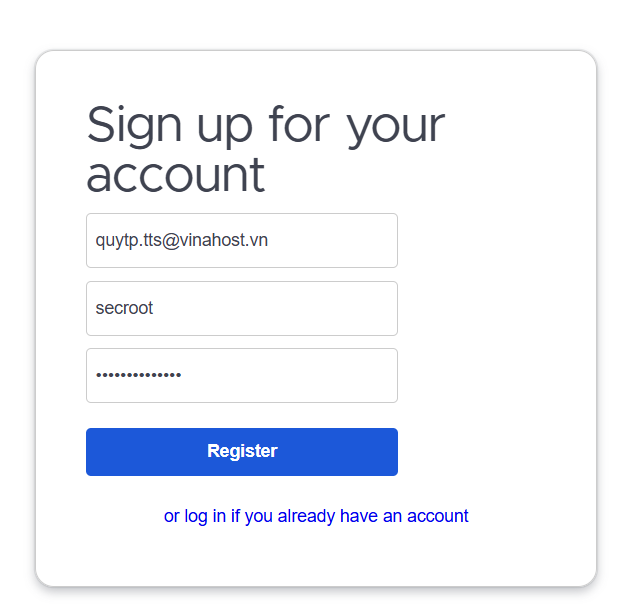 Sign up for your
account
quytp.tts@vinahost.vn
secroot
••••••••••••••
Register
or log in if you already have an account